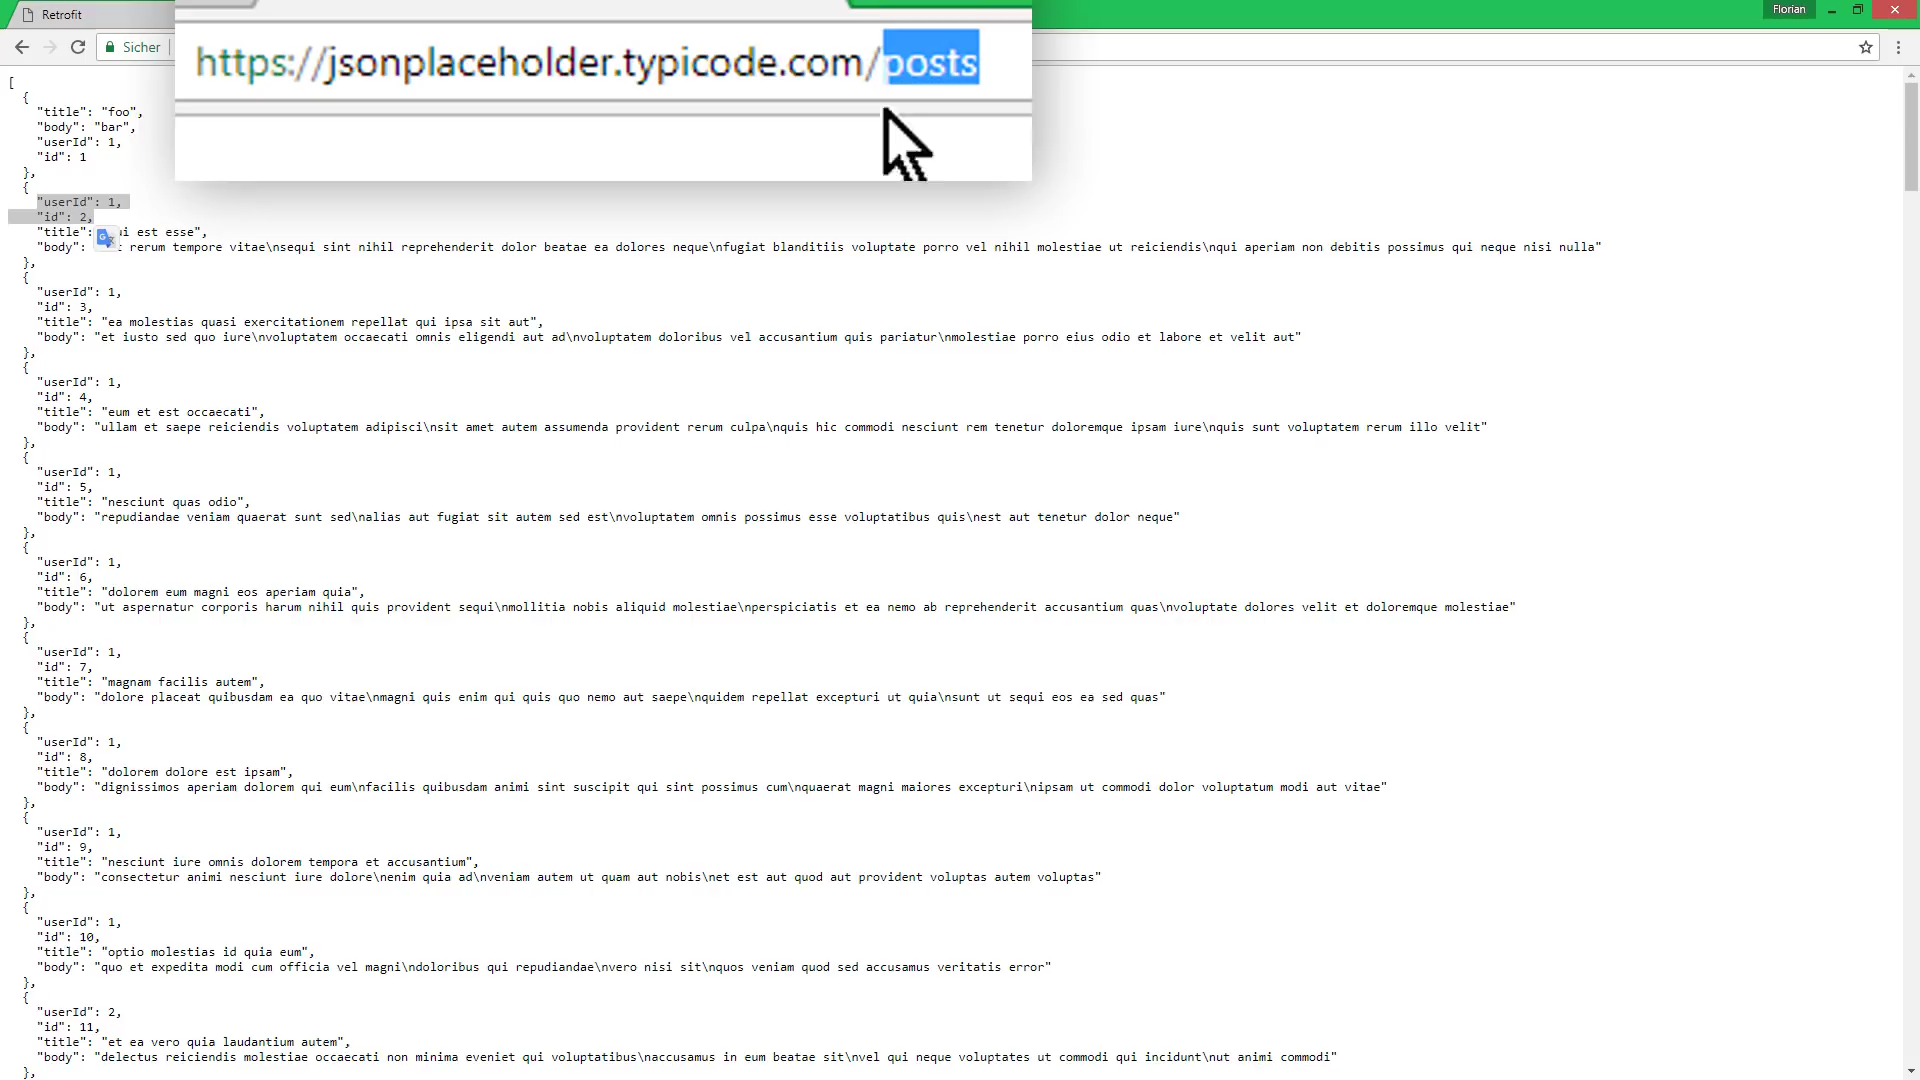 Retrofit
Florian
Sicher
https://jsonplaceholder.typicode.com/posts
[
{
"title": "foo",
"body": "bar",
"userId": 1,
"id": 1
},
{
"userId": 1,
"id": 2,
"title": ui est esse",
"body": rerum tempore vitae\nsequi sint nihil reprehenderit dolor beatae ea dolores neque\nfugiat blanditiis voluptate porro vel nihil molestiae ut reiciendis\nqui aperiam non debitis possimus qui neque nisi nulla"
},
{
"userId": 1,
"id": 3,
"title": "ea molestias quasi exercitationem repellat qui ipsa sit aut",
"body": "et iusto sed quo iure\nvoluptatem occaecati omnis eligendi aut ad\nvoluptatem doloribus vel accusantium quis pariatur\nmolestiae porro eius odio et labore et velit aut"
},
{
"userId": 1,
"id": 4,
"title": "eum et est occaecati",
"body": "ullam et saepe reiciendis voluptatem adipisci\nsit amet autem assumenda provident rerum culpa\nquis hic commodi nesciunt rem tenetur doloremque ipsam iure\nquis sunt voluptatem rerum illo velit"
},
{
"userId": 1,
"id": 5,
"title": "nesciunt quas odio",
"body": "repudiandae veniam quaerat sunt sed\nalias aut fugiat sit autem sed est\nvoluptatem omnis possimus esse voluptatibus quis\nest aut tenetur dolor neque"
},
{
"userId": 1,
"id": 6,
"title": "dolorem eum magni eos aperiam quia",
"body": "ut aspernatur corporis harum nihil quis provident sequi\nmollitia nobis aliquid molestiae\nperspiciatis et ea nemo ab reprehenderit accusantium quas\nvoluptate dolores velit et doloremque molestiae"
},
{
"userId": 1,
"id": 7,
"title": "magnam facilis autem",
"body": "dolore placeat quibusdam ea quo vitae\nmagni quis enim qui quis quo nemo aut saepe\nquidem repellat excepturi ut quia\nsunt ut sequi eos ea sed quas"
},
{
"userId": 1,
"id": 8,
"title": "dolorem dolore est ipsam",
"body": "dignissimos aperiam dolorem qui eum\nfacilis quibusdam animi sint suscipit qui sint possimus cum\nquaerat magni maiores excepturi\nipsam ut commodi dolor voluptatum modi aut vitae"
},
{
"userId": 1,
"id": 9,
"title": "nesciunt iure omnis dolorem tempora et accusantium",
"body": "consectetur animi nesciunt iure dolore\nenim quia ad\nveniam autem ut quam aut nobis\net est aut quod aut provident voluptas autem voluptas"
},
{
"userId": 1,
"id": 10,
"title": "optio molestias id quia eum",
"body": "quo et expedita modi cum officia vel magni\ndoloribus qui repudiandae\nvero nisi sit\nquos veniam quod sed accusamus veritatis error"
},
{
"userId": 2,
"id": 11,
"title": "et ea vero quia laudantium autem",
"body": "delectus reiciendis molestiae occaecati non minima eveniet qui voluptatibus\naccusamus in eum beatae sit\nvel qui neque voluptates ut commodi qui incidunt\nut animi commodi"
},